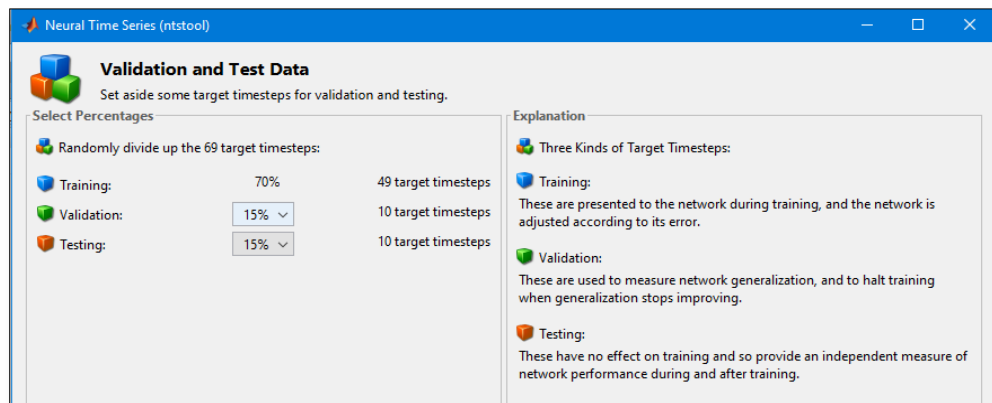 Neural Time Series (ntstool)
Validation and Test Data
Set aside some target timesteps for validation and testing.
Select Percentages
Randomly divide up the 69 target timesteps:
Training: 70% 49 target timesteps
Validation: 15% 10 target timesteps
Testing: 15% 10 target timesteps
Explanation
Three Kinds of Target Timesteps:
Training:
These are presented to the network during training, and the network is
adjusted according to its error.
Validation:
These are used to measure network generalization, and to halt training
when generalization stops improving.
Testing:
These have no effect on training and so provide an independent measure of
network performance during and after training.